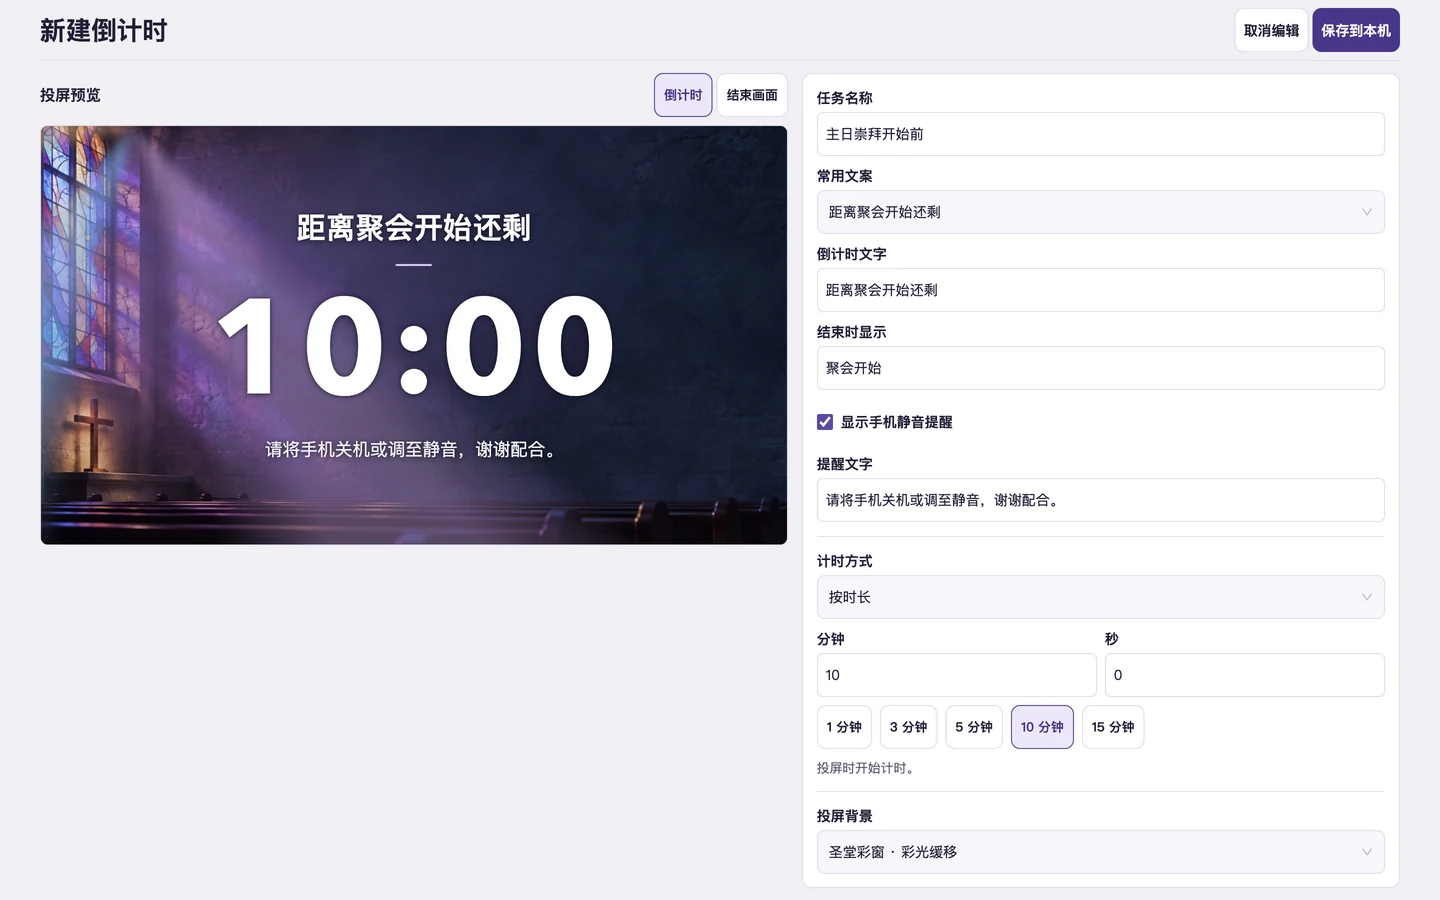 新建倒计时
取消编辑
保存到本机
投屏预览
倒计时
结束画面
距离聚会开始还剩
10:00
请将手机关机或调至静音，谢谢配合。
任务名称
主日崇拜开始前
常用文案
距离聚会开始还剩
倒计时文字
距离聚会开始还剩
结束时显示
聚会开始
显示手机静音提醒
提醒文字
请将手机关机或调至静音，谢谢配合。
计时方式
按时长
分钟
秒
10
0
1 分钟
3 分钟
5 分钟
10 分钟
15 分钟
投屏时开始计时。
投屏背景
圣堂彩窗 · 彩光缓移